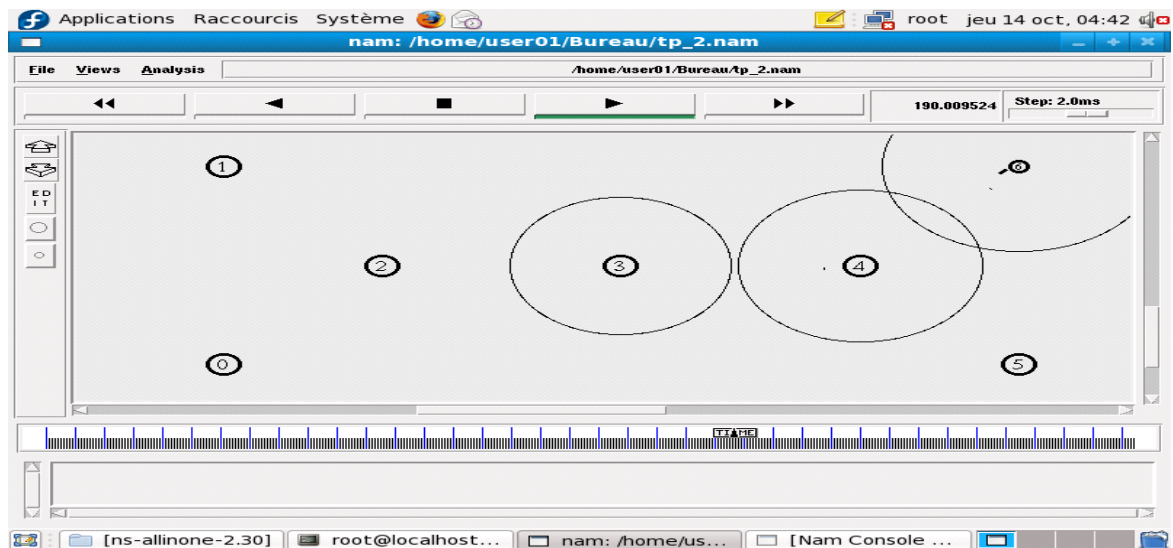 Applications Raccourcis Système root jeu 14 oct, 04:42
nam: /home/user01/Bureau/tp_2.nam
File Views Analysis /home/user01/Bureau/tp_2.nam
190.009524 Step: 2.0ms
E D
I T
1
6
2
3
4
0
5
TIME
[ns-allinone-2.30] root@localhost... nam: /home/us... [Nam Console ...